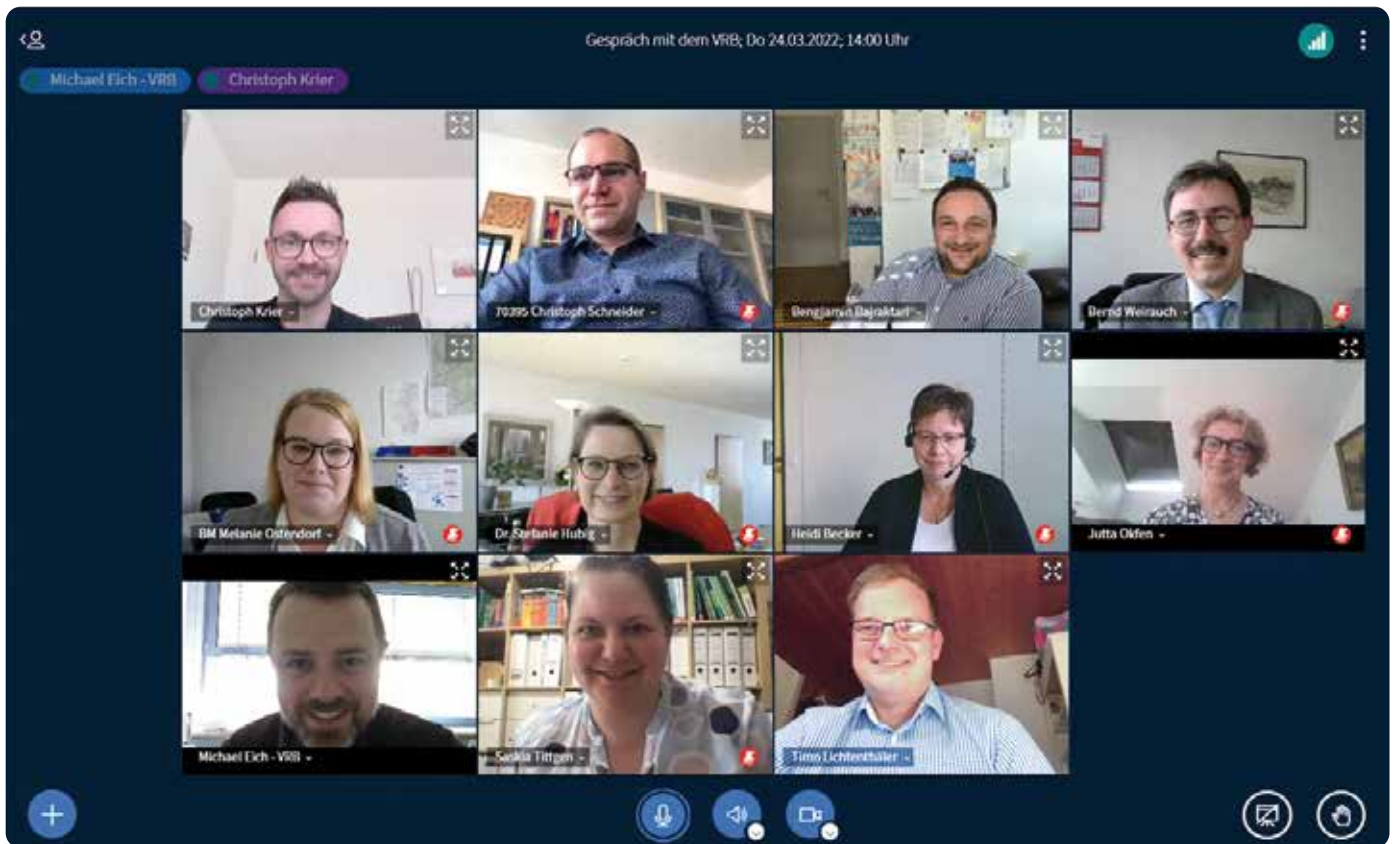 Gespräch mit dem VRB; Do 24.03.2022; 14:00 Uhr
Michael Eich - VRB
Christoph Krier
Christoph Krier
70395 Christoph Schneider
Bengjamin Bajraktari
Bernd Weirauch
BM Melanie Ostendorf
Dr. Stefanie Hubig
Heidi Becker
Jutta Okfen
Michael Eich - VRB
Saskia Tittgen
Timo Lichtenthäler